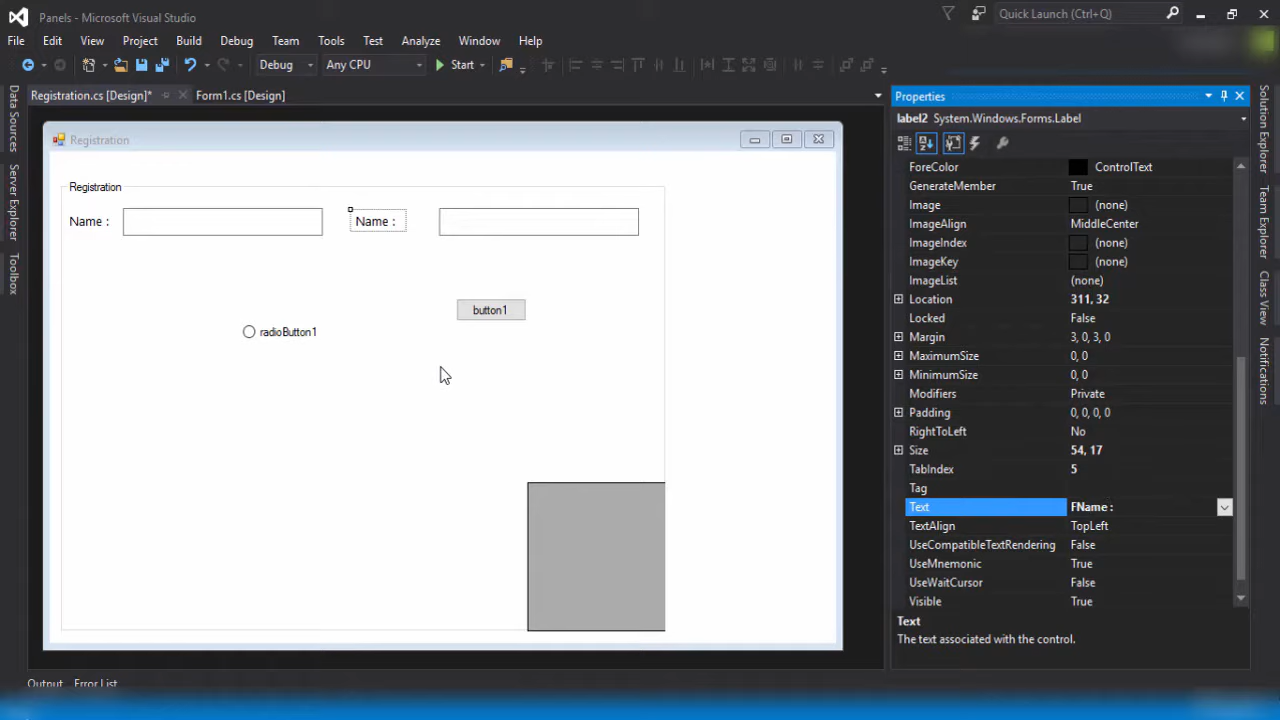 Panels - Microsoft Visual Studio
Quick Launch (Ctrl+Q)
File Edit View Project Build Debug Team Tools Test Analyze Window Help
Debug Any CPU Start
Registration.cs [Design]* Form1.cs [Design]
Data Sources
Server Explorer
Toolbox
Registration
Registration
Name : Name :
button1
radioButton1
Properties
label2 System.Windows.Forms.Label
ForeColor ControlText
GenerateMember True
Image (none)
ImageAlign MiddleCenter
ImageIndex (none)
ImageKey (none)
ImageList (none)
Location 311, 32
Locked False
Margin 3, 0, 3, 0
MaximumSize 0, 0
MinimumSize 0, 0
Modifiers Private
Padding 0, 0, 0, 0
RightToLeft No
Size 54, 17
TabIndex 5
Tag
Text FName :
TextAlign TopLeft
UseCompatibleTextRendering False
UseMnemonic True
UseWaitCursor False
Visible True
Text
The text associated with the control.
Solution Explorer
Team Explorer
Class View
Notifications
Output Error List